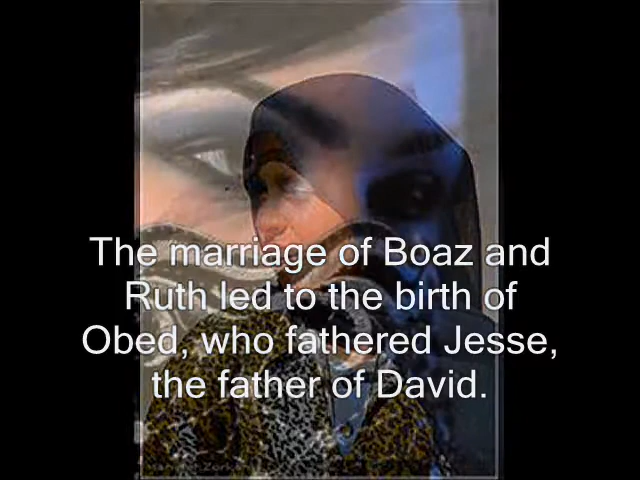 The marriage of Boaz and
Ruth led to the birth of
Obed, who fathered Jesse,
the father of David.